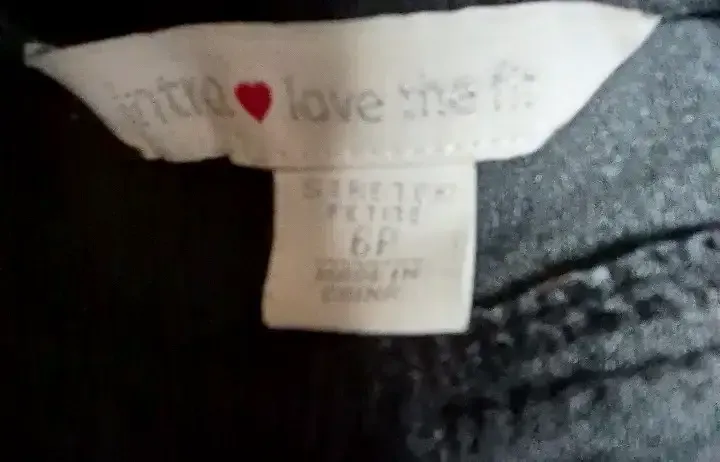 intro love the fit
STRETCH
PETITE
6P
MADE IN
CHINA